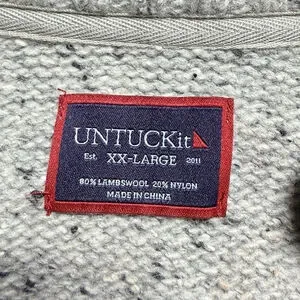 UNTUCKit
Est. XX-LARGE 2011
80% LAMBSWOOL 20% NYLON
MADE IN CHINA